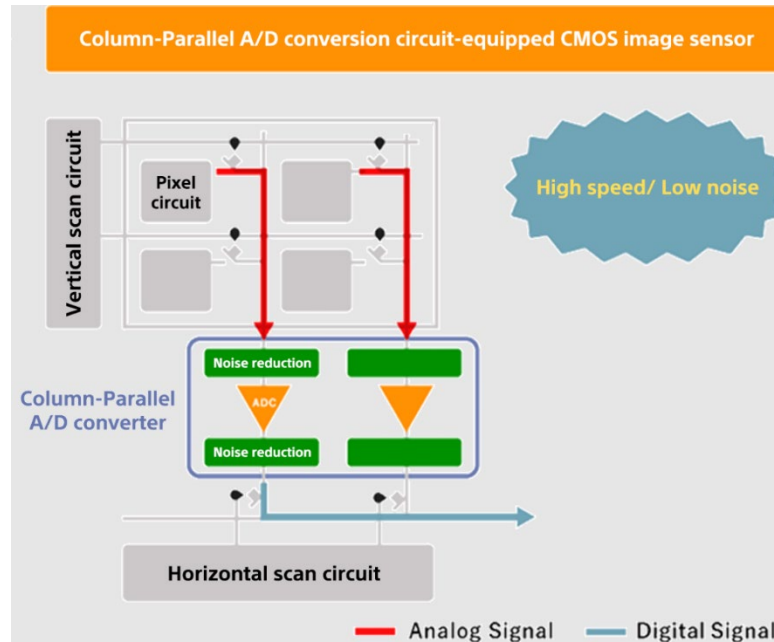 Column-Parallel A/D conversion circuit-equipped CMOS image sensor
Vertical scan circuit
Pixel
circuit
High speed/ Low noise
Column-Parallel
A/D converter
Noise reduction
ADC
Noise reduction
Horizontal scan circuit
Analog Signal
Digital Signal